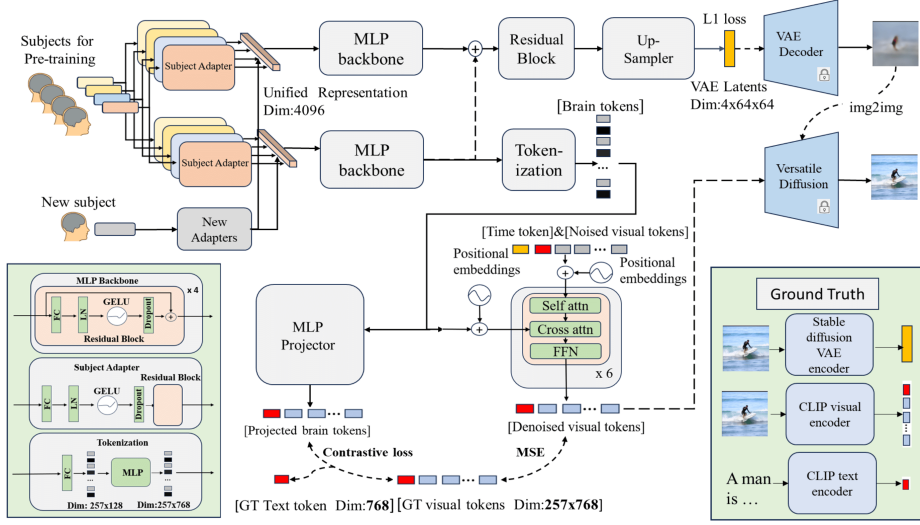 Subjects for
Pre-training
Subject Adapter
Unified Representation
Dim:4096
MLP
backbone
Residual
Block
Up-
Sampler
L1 loss
VAE Latents
Dim:4x64x64
VAE
Decoder
img2img
Subject Adapter
MLP
backbone
Token-
ization
[Brain tokens]
...
Versatile
Diffusion
New subject
New
Adapters
[Time token]&[Noised visual tokens]
Positional
embeddings
Positional
embeddings
MLP
Projector
Self attn
Cross attn
FFN
x 6
[Projected brain tokens]
[Denoised visual tokens]
Contrastive loss
MSE
[GT Text token Dim:768]
[GT visual tokens Dim:257x768]
MLP Backbone
x 4
FC
LN
GELU
Dropout
Residual Block
Subject Adapter
Residual Block
FC
LN
GELU
Dropout
Tokenization
FC
MLP
Dim: 257x128
Dim:257x768
Ground Truth
Stable
diffusion
VAE
encoder
CLIP visual
encoder
A man
is …
CLIP text
encoder